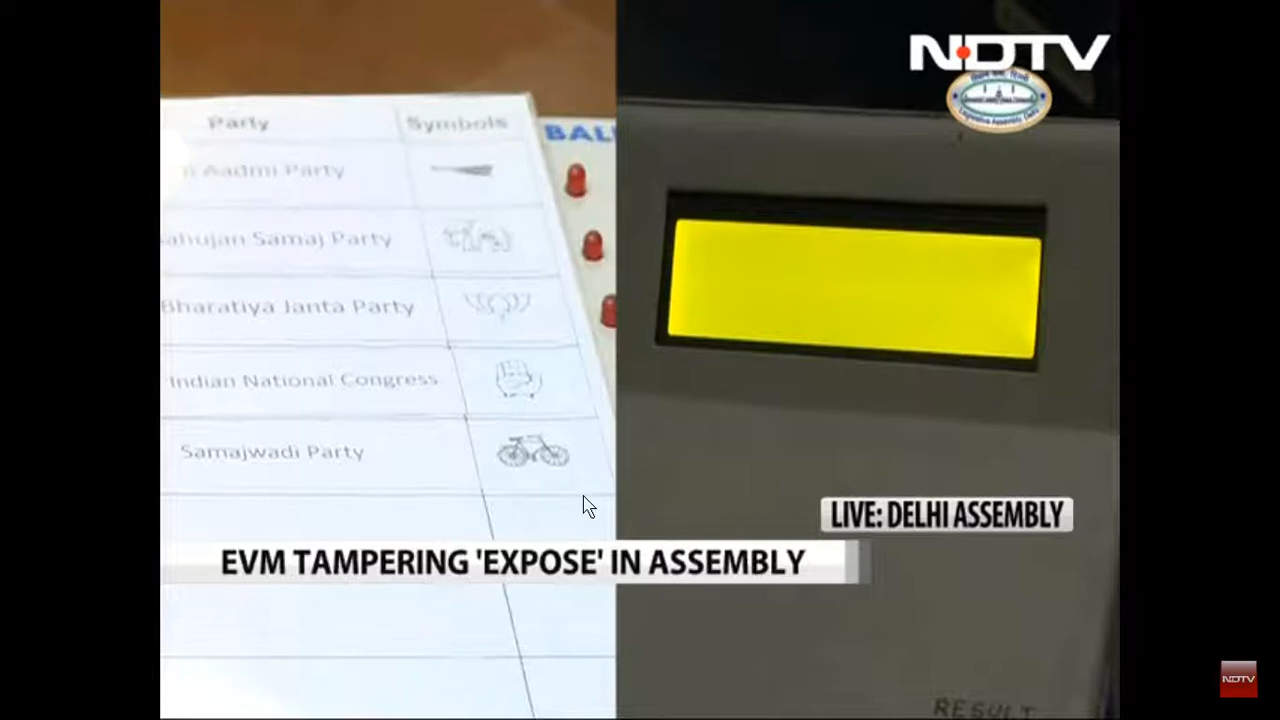 Party Symbols
Aadmi Party
ahujan Samaj Party
Bharatiya Janta Party
Indian National Congress
Samajwadi Party
BAL
NDTV
LIVE: DELHI ASSEMBLY
EVM TAMPERING 'EXPOSE' IN ASSEMBLY
RESULT
NDTV